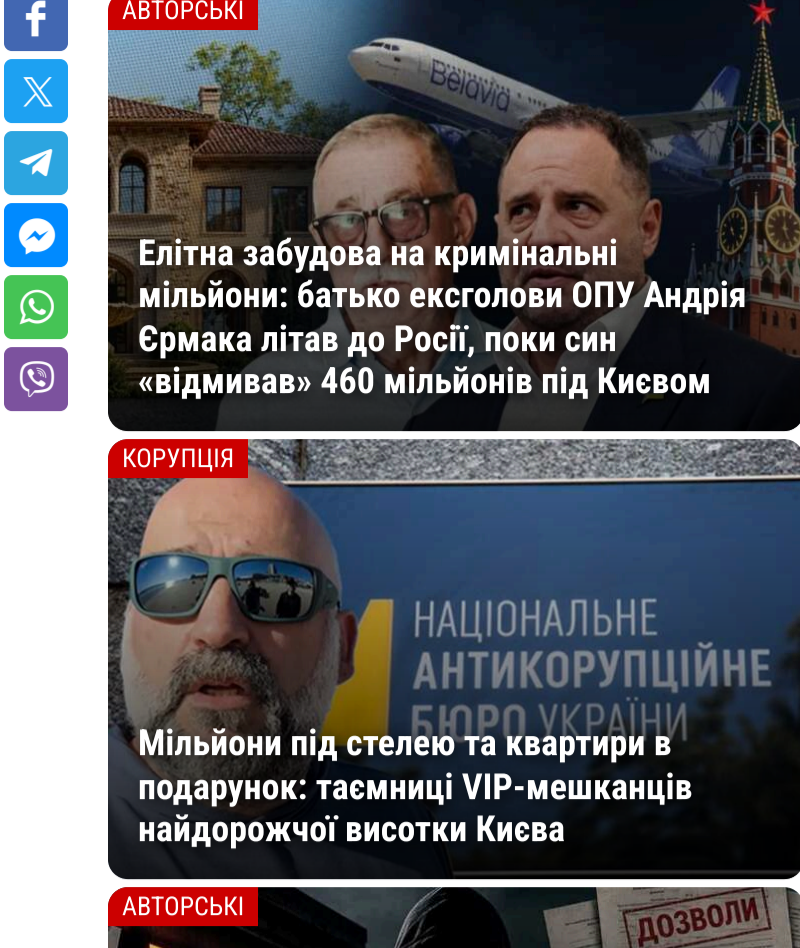 АВТОРСЬКІ
Belavia
Елітна забудова на кримінальні
мільйони: батько ексголови ОПУ Андрія
Єрмака літав до Росії, поки син
«відмивав» 460 мільйонів під Києвом
КОРУПЦІЯ
НАЦІОНАЛЬНЕ
АНТИКОРУПЦІЙНЕ
БЮРО УКРАЇНИ
Мільйони під стелею та квартири в
подарунок: таємниці VIP-мешканців
найдорожчої висотки Києва
АВТОРСЬКІ
ДОЗВОЛИ